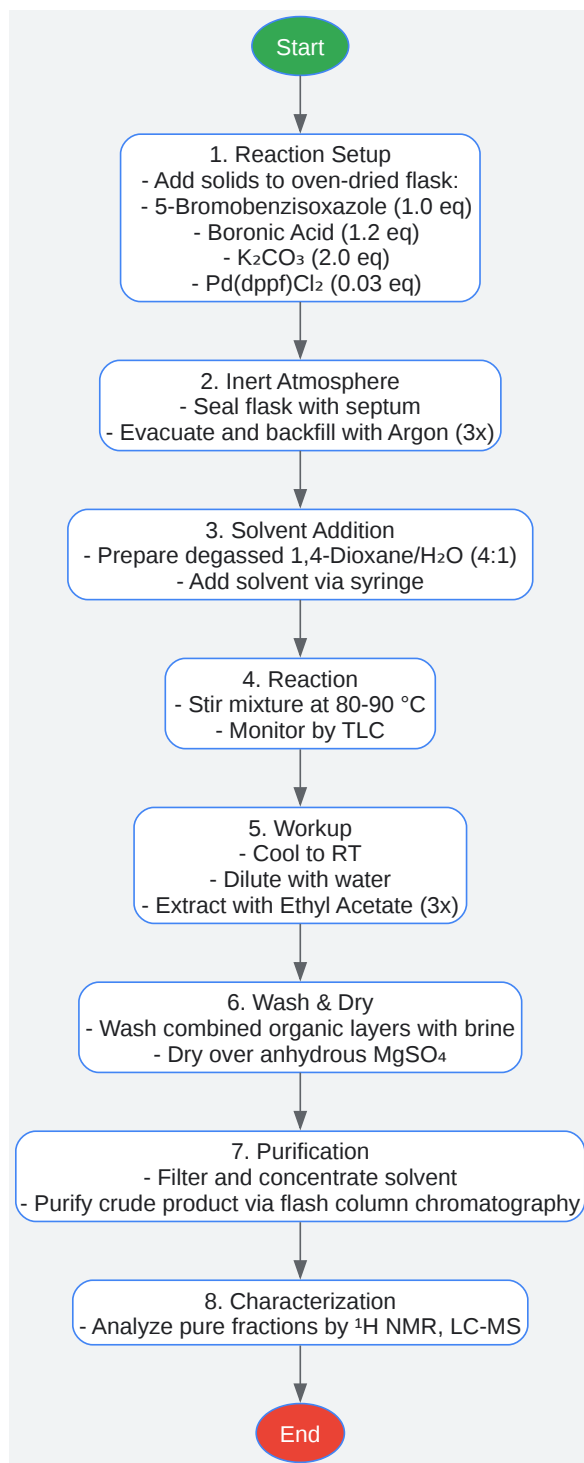 Start
1. Reaction Setup
- Add solids to oven-dried flask:
- 5-Bromobenzisoxazole (1.0 eq)
- Boronic Acid (1.2 eq)
- K₂CO₃ (2.0 eq)
- Pd(dppf)Cl₂ (0.03 eq)
2. Inert Atmosphere
- Seal flask with septum
- Evacuate and backfill with Argon (3x)
3. Solvent Addition
- Prepare degassed 1,4-Dioxane/H₂O (4:1)
- Add solvent via syringe
4. Reaction
- Stir mixture at 80-90 °C
- Monitor by TLC
5. Workup
- Cool to RT
- Dilute with water
- Extract with Ethyl Acetate (3x)
6. Wash & Dry
- Wash combined organic layers with brine
- Dry over anhydrous MgSO₄
7. Purification
- Filter and concentrate solvent
- Purify crude product via flash column chromatography
8. Characterization
- Analyze pure fractions by ¹H NMR, LC-MS
End